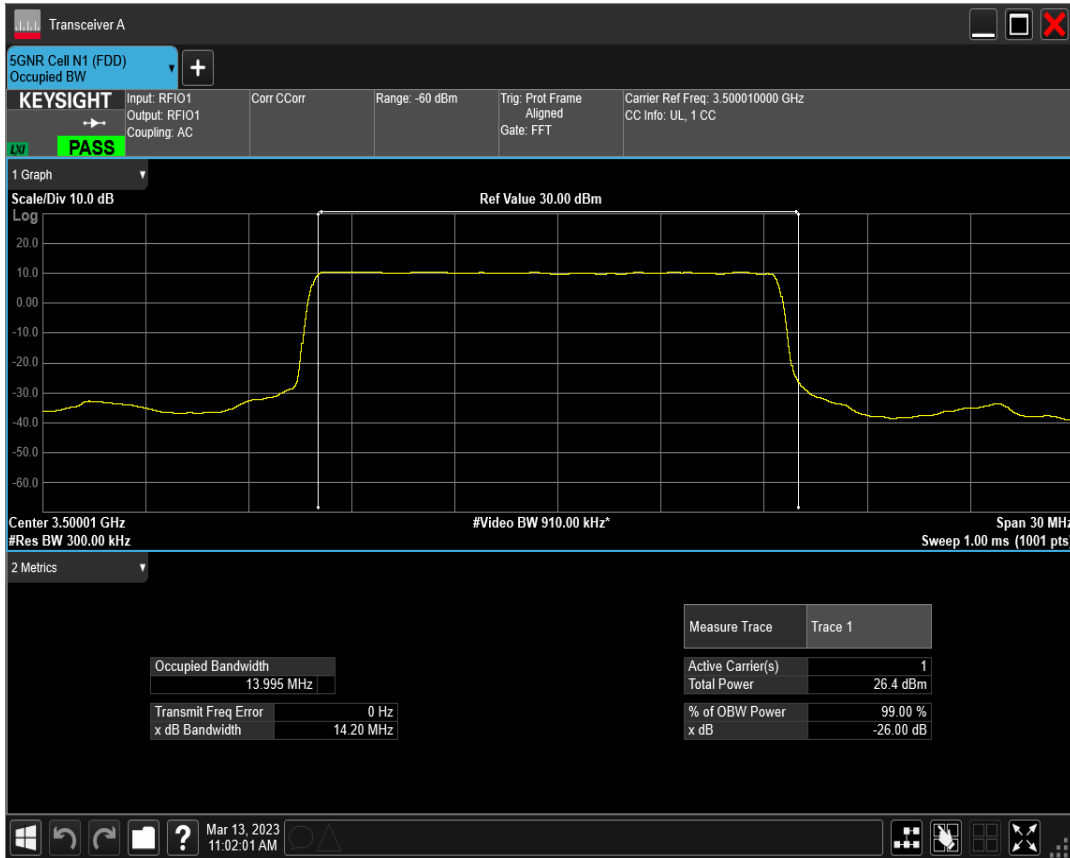 Transceiver A
5GNR Cell N1 (FDD)
Occupied BW
+
KEYSIGHT
LXI
PASS
Input: RFIO1
Output: RFIO1
Coupling: AC
Corr CCorr
Range: -60 dBm
Trig: Prot Frame
Aligned
Gate: FFT
Carrier Ref Freq: 3.500010000 GHz
CC Info: UL, 1 CC
1 Graph
Scale/Div 10.0 dB
Ref Value 30.00 dBm
Log
20.0
10.0
0.00
-10.0
-20.0
-30.0
-40.0
-50.0
-60.0
Center 3.50001 GHz
#Video BW 910.00 kHz*
Span 30 MHz
#Res BW 300.00 kHz
Sweep 1.00 ms (1001 pts)
2 Metrics
Measure Trace Trace 1
Occupied Bandwidth
13.995 MHz
Active Carrier(s) 1
Total Power 26.4 dBm
Transmit Freq Error 0 Hz
x dB Bandwidth 14.20 MHz
% of OBW Power 99.00 %
x dB -26.00 dB
?
Mar 13, 2023
11:02:01 AM